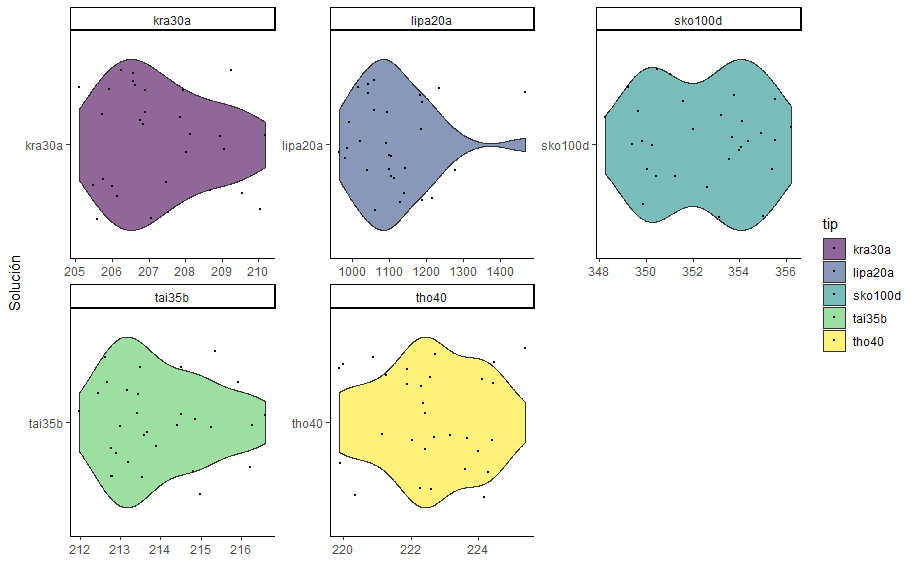 kra30a
lipa20a
sko100d
kra30a
lipa20a
sko100d
205 206 207 208 209 210
1000 1100 1200 1300 1400
348 350 352 354 356
Solución
tip
kra30a
lipa20a
sko100d
tai35b
tho40
tai35b
tho40
tai35b
tho40
212 213 214 215 216
220 222 224